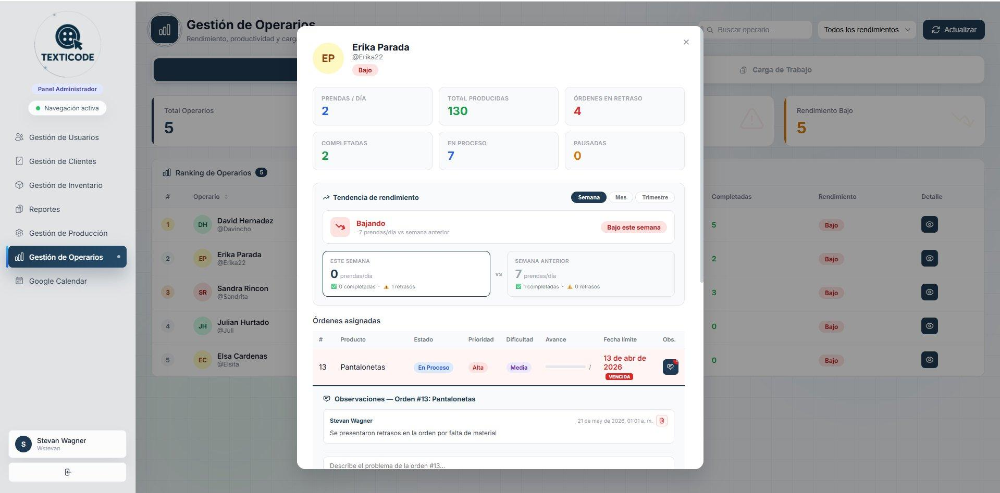 TEXTICODE
Panel Administrador
Navegación activa
Gestión de Usuarios
Gestión de Clientes
Gestión de Inventario
Reportes
Gestión de Producción
Gestión de Operarios
Google Calendar
S
Stevan Wagner
Wstevan
Gestión de Operarios
Rendimiento, productividad y carga
Buscar operario...
Todos los rendimientos
Actualizar
Carga de Trabajo
Total Operarios
5
Rendimiento Bajo
5
Ranking de Operarios 5
# Operario Completadas Rendimiento Detalle
1 DH David Hernadez 5 Bajo
@Davincho
2 EP Erika Parada 2 Bajo
@Erika22
3 SR Sandra Rincon 3 Bajo
@Sandrita
4 JH Julian Hurtado 0 Bajo
@Juli
5 EC Elsa Cardenas 0 Bajo
@Elsita
EP
Erika Parada
@Erika22
Bajo
PRENDAS / DÍA
2
TOTAL PRODUCIDAS
130
ÓRDENES EN RETRASO
4
COMPLETADAS
2
EN PROCESO
7
PAUSADAS
0
Tendencia de rendimiento
Semana Mes Trimestre
Bajando
-7 prendas/día vs semana anterior
Bajo este semana
ESTE SEMANA
0 prendas/día
0 completadas · 1 retrasos
vs
SEMANA ANTERIOR
7 prendas/día
1 completadas · 0 retrasos
Órdenes asignadas
# Producto Estado Prioridad Dificultad Avance Fecha límite Obs.
13 Pantalonetas En Proceso Alta Media / 13 de abr de
2026
VENCIDA
Observaciones — Orden #13: Pantalonetas
Stevan Wagner 21 de may de 2026, 01:01 a. m.
Se presentaron retrasos en la orden por falta de material
Describe el problema de la orden #13...